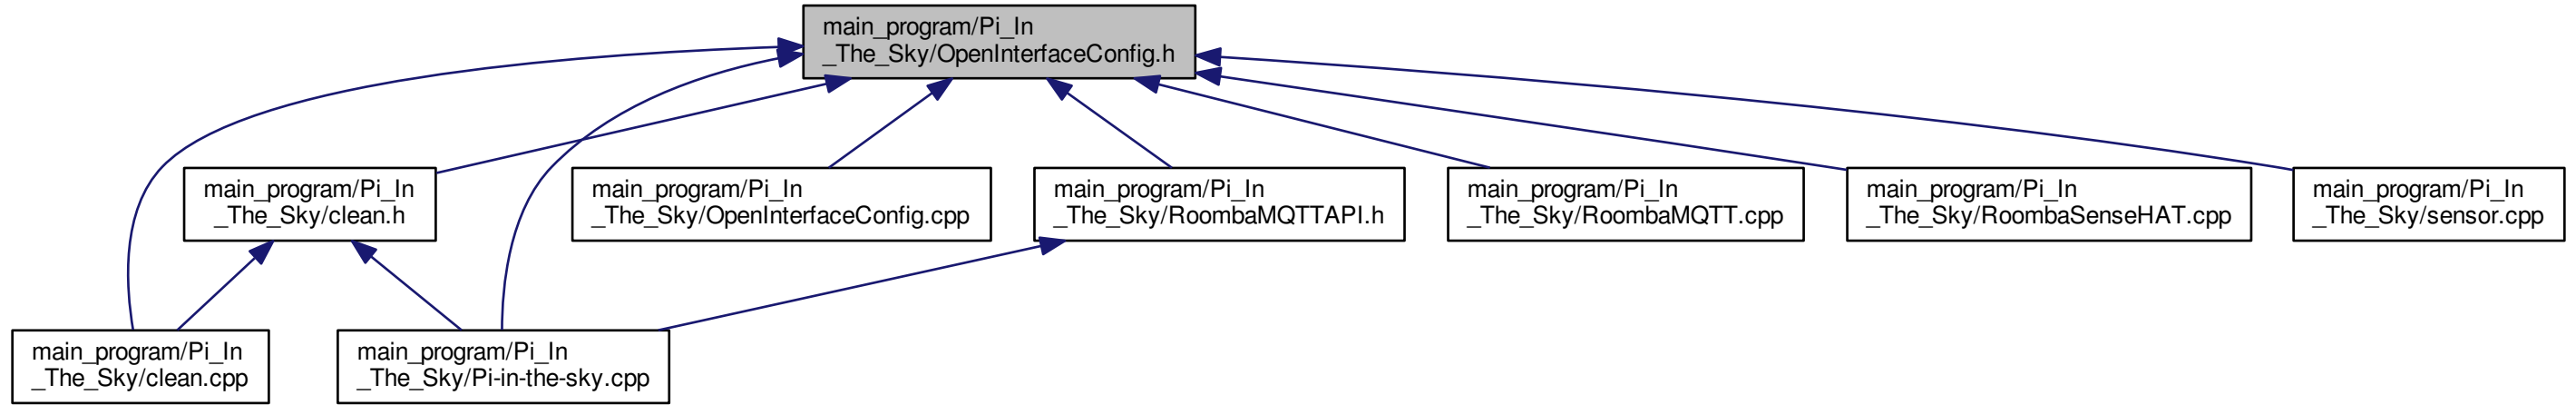 main_program/Pi_In
_The_Sky/OpenInterfaceConfig.h
main_program/Pi_In
_The_Sky/clean.h
main_program/Pi_In
_The_Sky/OpenInterfaceConfig.cpp
main_program/Pi_In
_The_Sky/RoombaMQTTAPI.h
main_program/Pi_In
_The_Sky/RoombaMQTT.cpp
main_program/Pi_In
_The_Sky/RoombaSenseHAT.cpp
main_program/Pi_In
_The_Sky/sensor.cpp
main_program/Pi_In
_The_Sky/clean.cpp
main_program/Pi_In
_The_Sky/Pi-in-the-sky.cpp